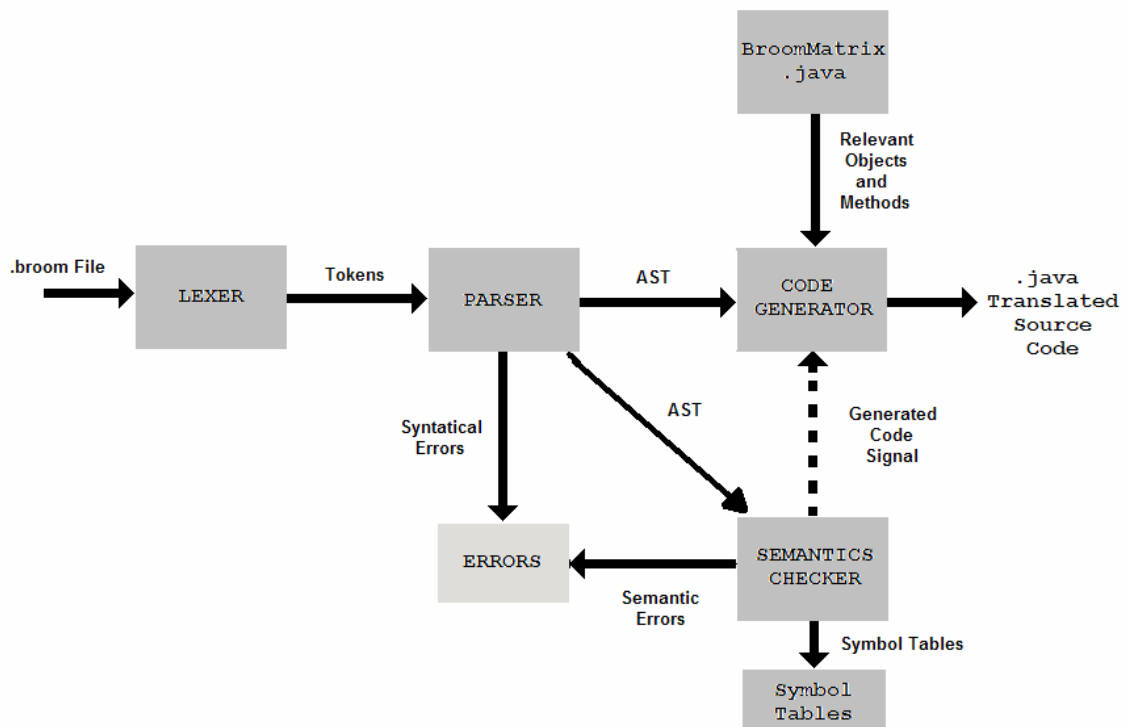 BroomMatrix
.java
Relevant
Objects
and
Methods
.broom File
LEXER
Tokens
PARSER
AST
CODE
GENERATOR
.java
Translated
Source
Code
Syntatical
Errors
AST
Generated
Code
Signal
ERRORS
Semantic
Errors
SEMANTICS
CHECKER
Symbol Tables
Symbol
Tables